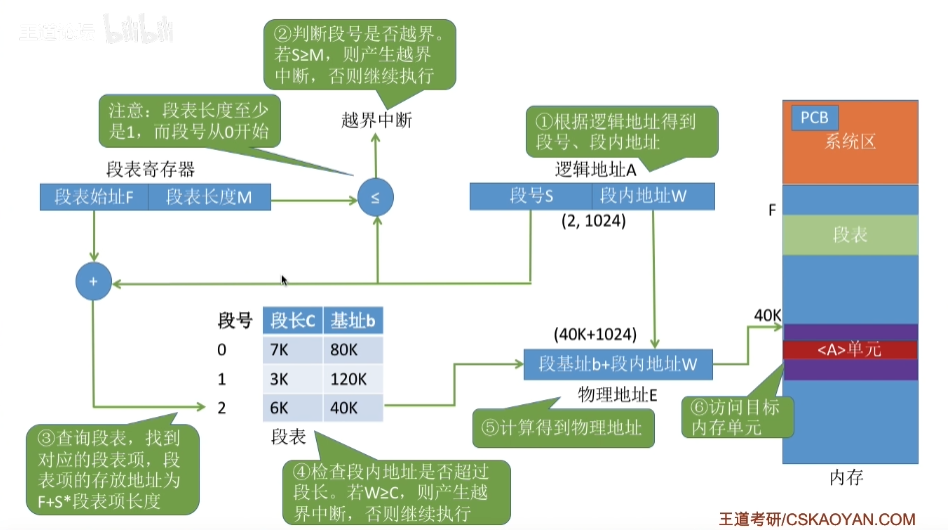 ②判断段号是否越界。
若S≥M，则产生越界
中断，否则继续执行
注意：段表长度至少
是1，而段号从0开始
越界中断
①根据逻辑地址得到
段号、段内地址
PCB
系统区
段表寄存器
逻辑地址A
段表始址F
段表长度M
≤
段号S
段内地址W
(2, 1024)
F
段表
+
段号
段长C
基址b
0
7K
80K
1
3K
120K
2
6K
40K
段表
(40K+1024)
段基址b+段内地址W
物理地址E
40K
<A>单元
③查询段表，找到
对应的段表项，段
表项的存放地址为
F+S*段表项长度
④检查段内地址是否超过
段长。若W≥C，则产生越
界中断，否则继续执行
⑤计算得到物理地址
⑥访问目标
内存单元
内存
王道考研/CSKAOYAN.COM
bilibili